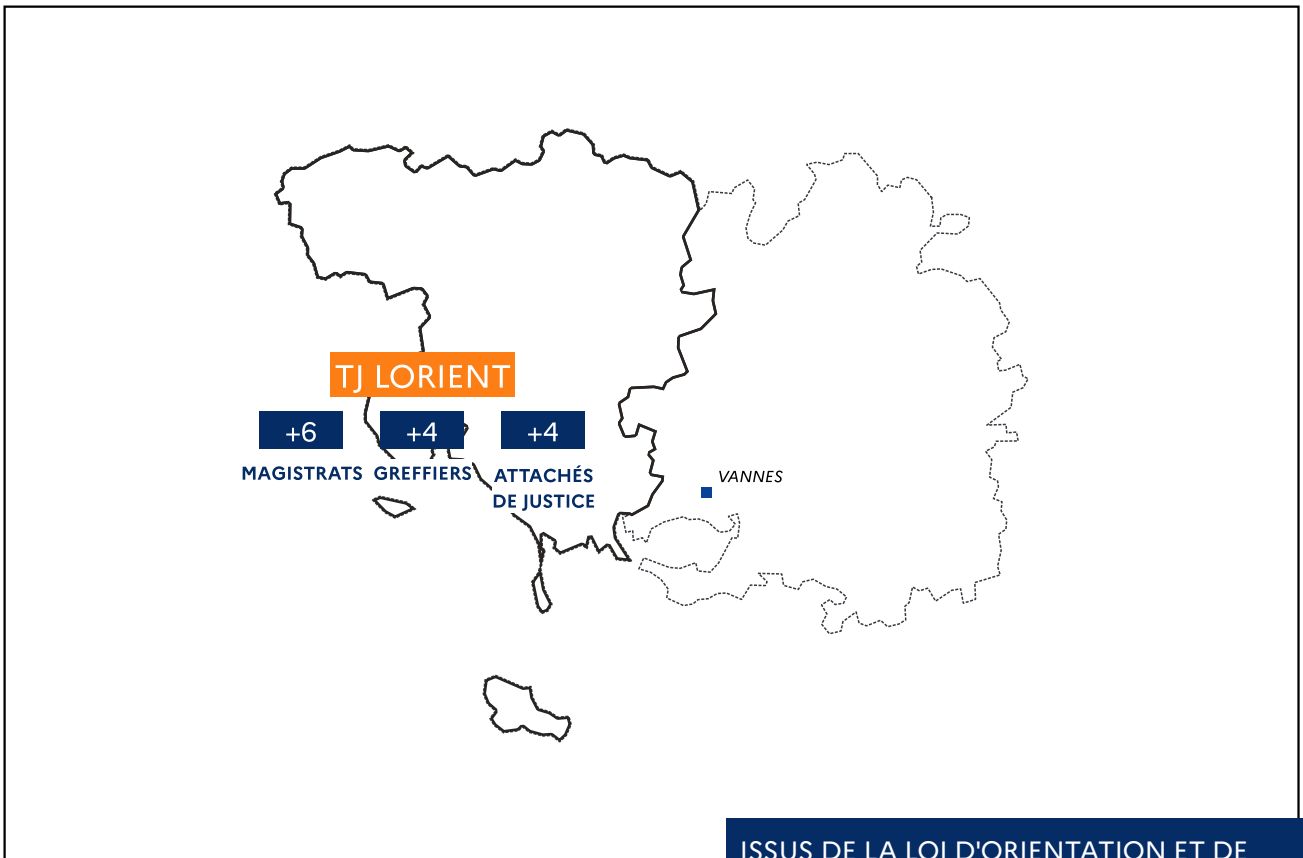 TJ LORIENT
+6
+4
+4
MAGISTRATS
GREFFIERS
ATTACHÉS
DE JUSTICE
VANNES
ISSUS DE LA LOI D'ORIENTATION ET DE